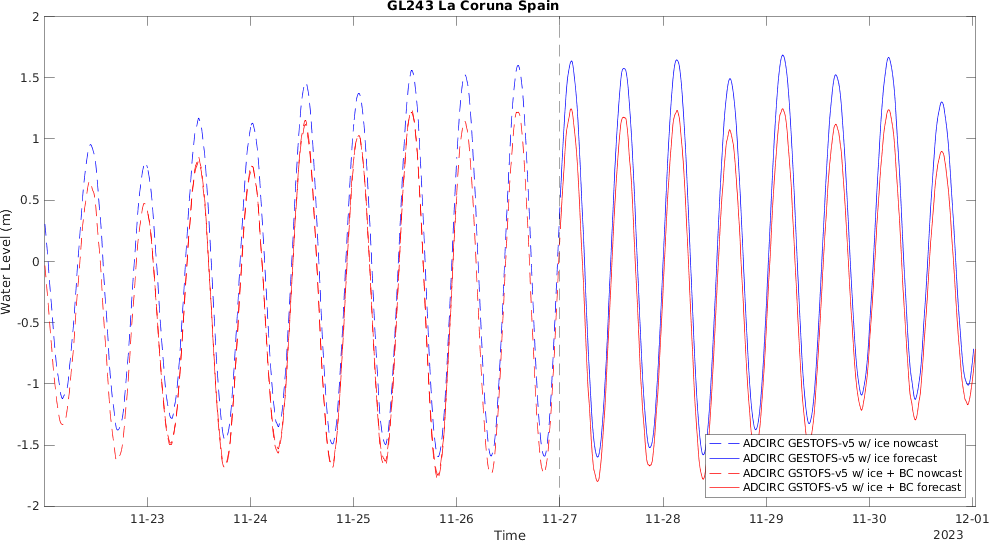 GL243 La Coruna Spain
2
1.5
1
0.5
0
-0.5
-1
-1.5
-2
Water Level (m)
11-23
11-24
11-25
11-26
11-27
11-28
11-29
11-30
12-01
2023
Time
ADCIRC GESTOFS-v5 w/ ice nowcast
ADCIRC GESTOFS-v5 w/ ice forecast
ADCIRC GSTOFS-v5 w/ ice + BC nowcast
ADCIRC GSTOFS-v5 w/ ice + BC forecast